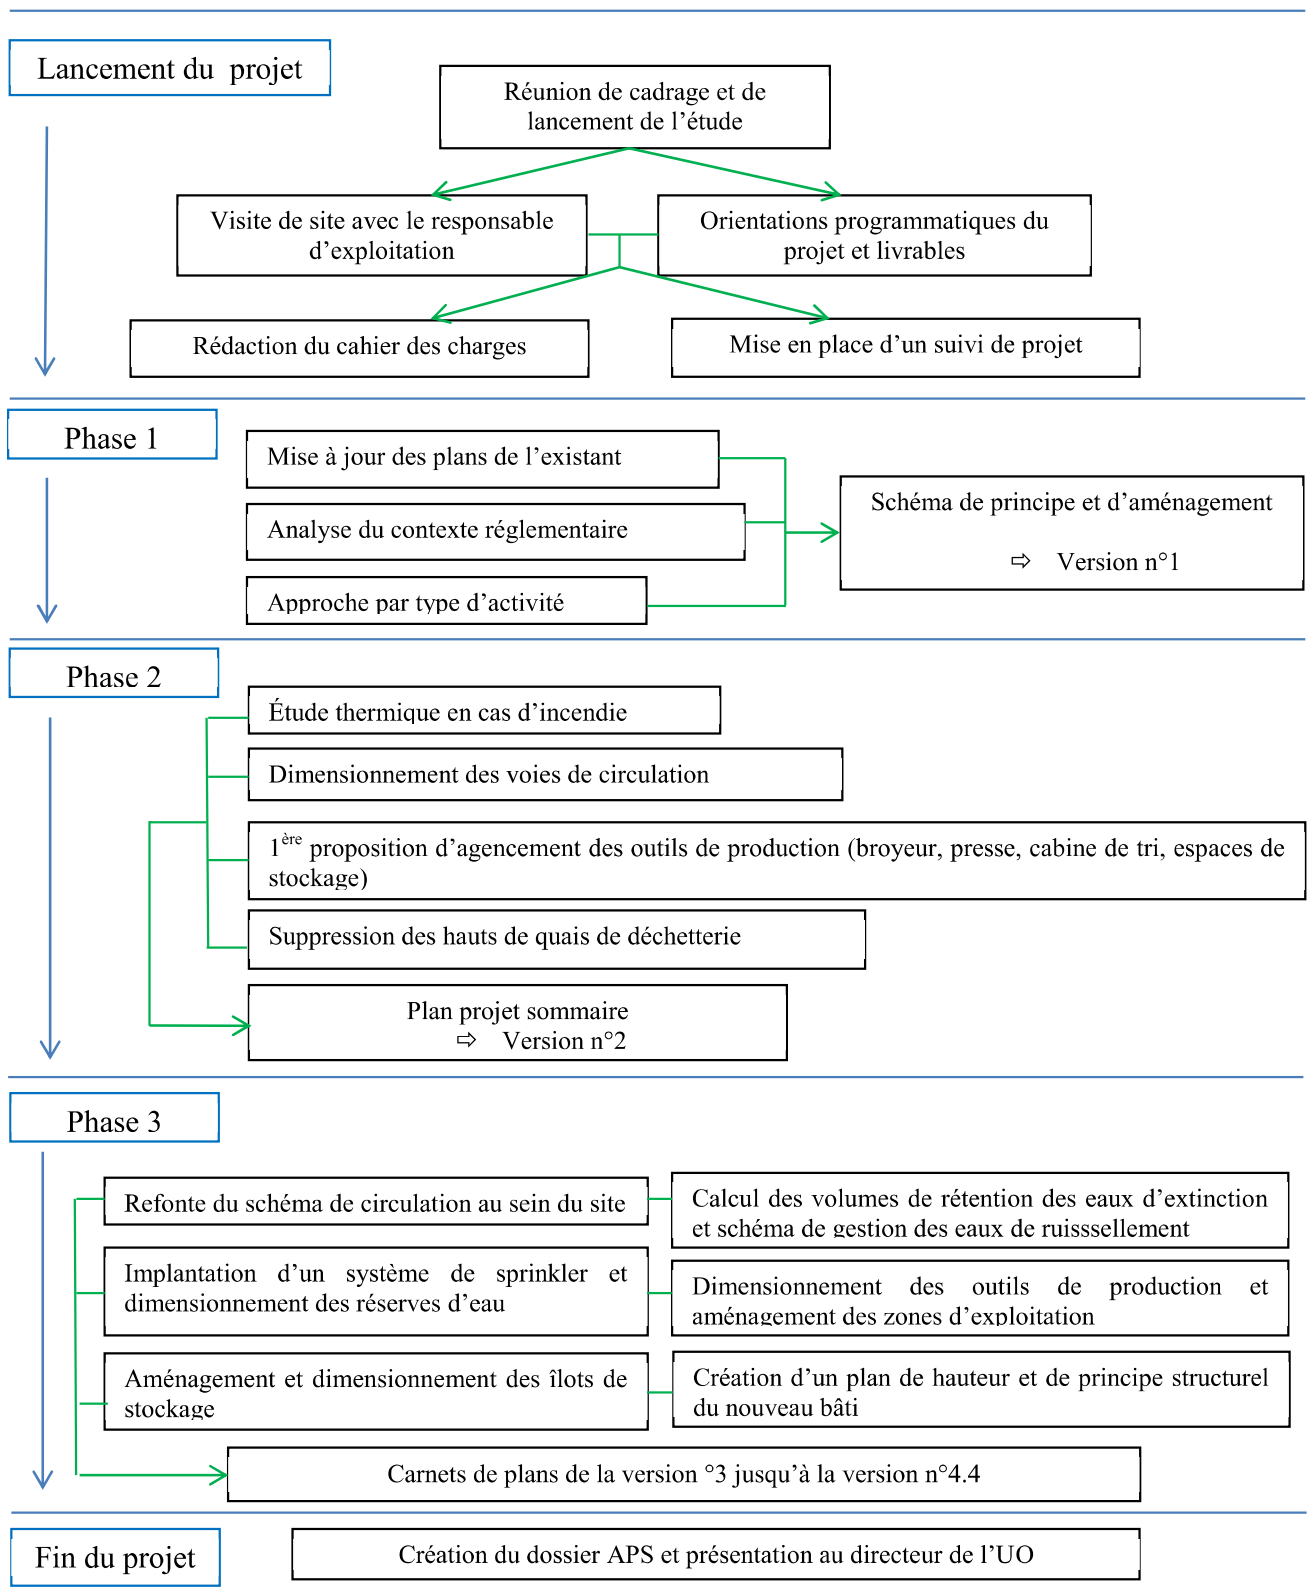 Lancement du projet
Réunion de cadrage et de
lancement de l’étude
Visite de site avec le responsable
d’exploitation
Orientations programmatiques du
projet et livrables
Rédaction du cahier des charges
Mise en place d’un suivi de projet
Phase 1
Mise à jour des plans de l’existant
Analyse du contexte réglementaire
Approche par type d’activité
Schéma de principe et d’aménagement
⇨ Version n°1
Phase 2
Étude thermique en cas d’incendie
Dimensionnement des voies de circulation
1ère proposition d’agencement des outils de production (broyeur, presse, cabine de tri, espaces de
stockage)
Suppression des hauts de quais de déchetterie
Plan projet sommaire
⇨ Version n°2
Phase 3
Refonte du schéma de circulation au sein du site
Calcul des volumes de rétention des eaux d’extinction
et schéma de gestion des eaux de ruisssellement
Implantation d’un système de sprinkler et
dimensionnement des réserves d’eau
Dimensionnement des outils de production et
aménagement des zones d’exploitation
Aménagement et dimensionnement des îlots de
stockage
Création d’un plan de hauteur et de principe structurel
du nouveau bâti
Carnets de plans de la version °3 jusqu’à la version n°4.4
Fin du projet
Création du dossier APS et présentation au directeur de l’UO